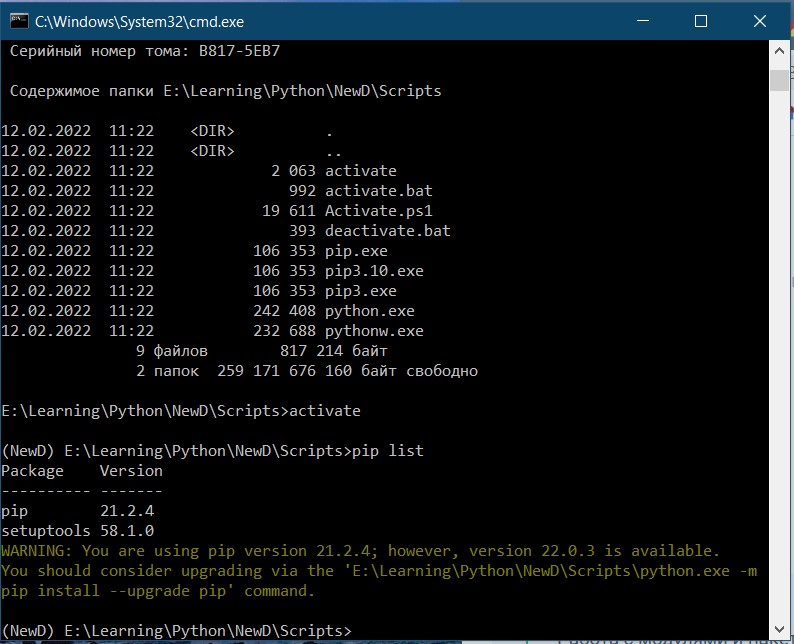 C:\Windows\System32\cmd.exe
Серийный номер тома: B817-5EB7
Содержимое папки E:\Learning\Python\NewD\Scripts
12.02.2022  11:22    <DIR>          .
12.02.2022  11:22    <DIR>          ..
12.02.2022  11:22             2 063 activate
12.02.2022  11:22               992 activate.bat
12.02.2022  11:22            19 611 Activate.ps1
12.02.2022  11:22               393 deactivate.bat
12.02.2022  11:22           106 353 pip.exe
12.02.2022  11:22           106 353 pip3.10.exe
12.02.2022  11:22           106 353 pip3.exe
12.02.2022  11:22           242 408 python.exe
12.02.2022  11:22           232 688 pythonw.exe
9 файлов        817 214 байт
2 папок  259 171 676 160 байт свободно
E:\Learning\Python\NewD\Scripts>activate
(NewD) E:\Learning\Python\NewD\Scripts>pip list
Package    Version
---------- -------
pip        21.2.4
setuptools 58.1.0
WARNING: You are using pip version 21.2.4; however, version 22.0.3 is available.
You should consider upgrading via the 'E:\Learning\Python\NewD\Scripts\python.exe -m
pip install --upgrade pip' command.
(NewD) E:\Learning\Python\NewD\Scripts>